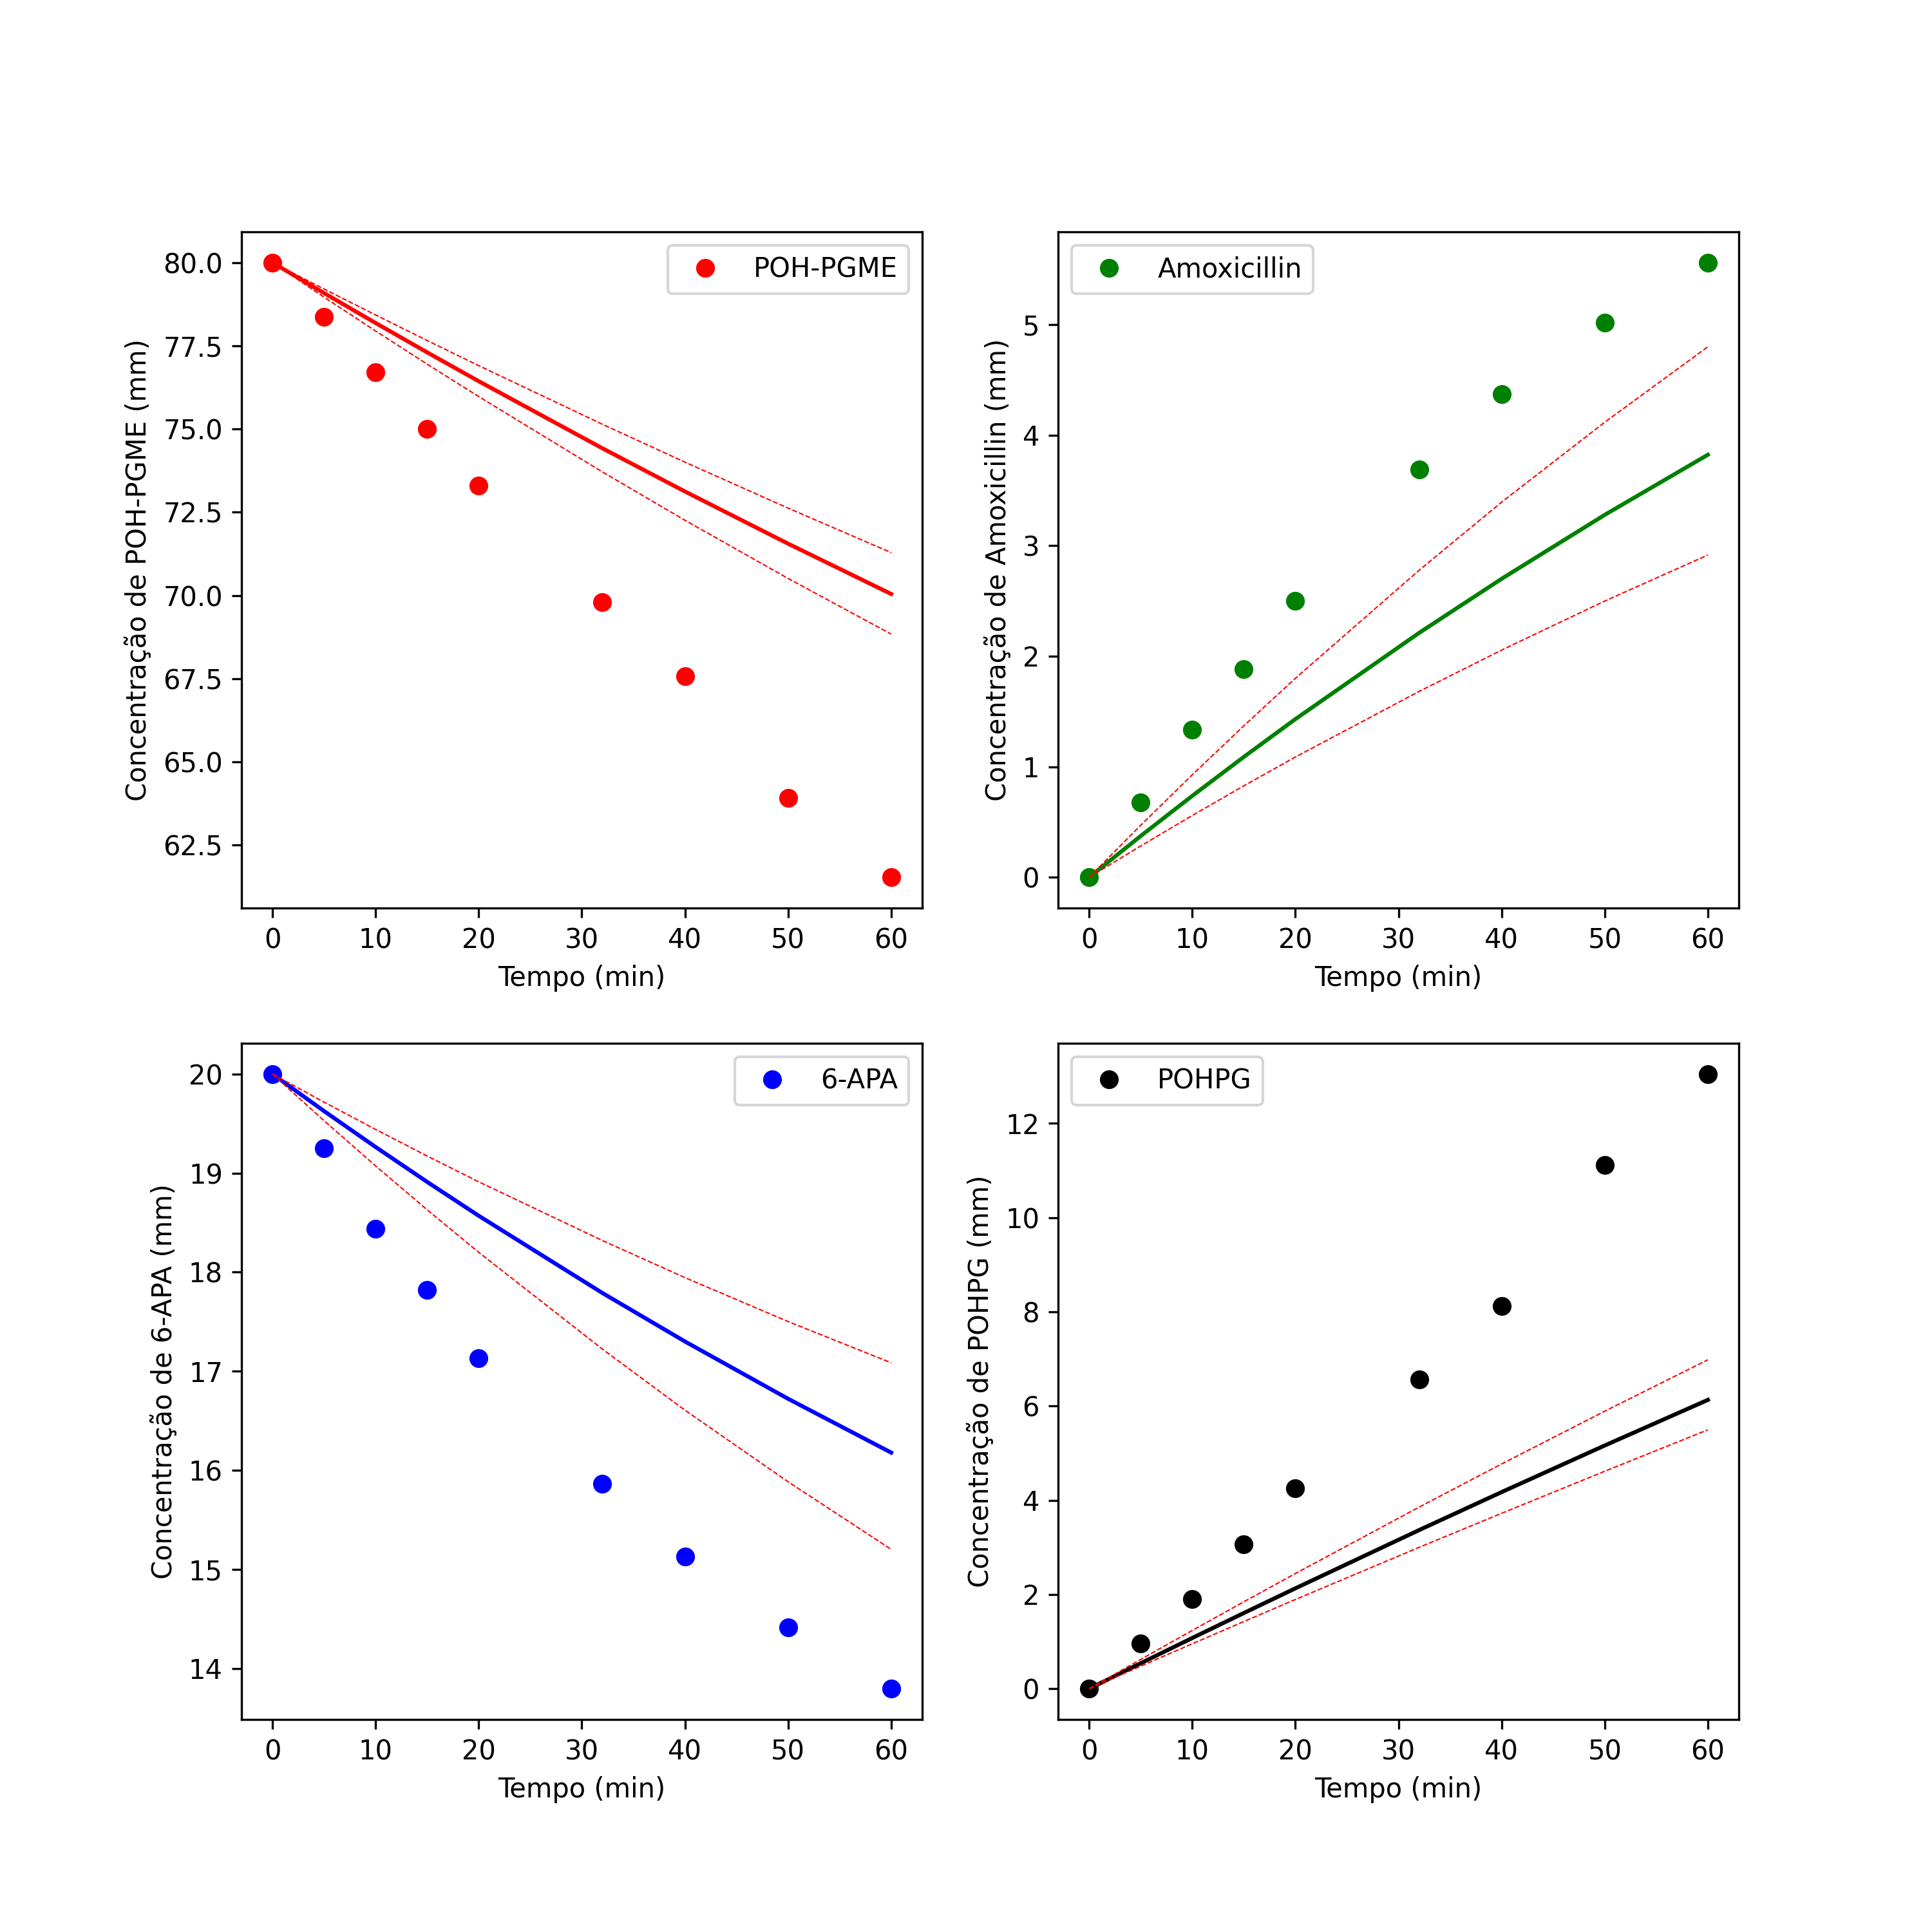 POH-PGME
Concentração de POH-PGME (mm)
80.0
77.5
75.0
72.5
70.0
67.5
65.0
62.5
0 10 20 30 40 50 60
Tempo (min)
Amoxicillin
Concentração de Amoxicillin (mm)
5
4
3
2
1
0
0 10 20 30 40 50 60
Tempo (min)
6-APA
Concentração de 6-APA (mm)
20
19
18
17
16
15
14
0 10 20 30 40 50 60
Tempo (min)
POHPG
Concentração de POHPG (mm)
12
10
8
6
4
2
0
0 10 20 30 40 50 60
Tempo (min)